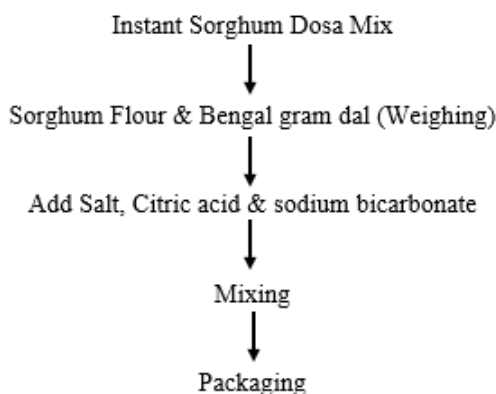 Instant Sorghum Dosa Mix
Sorghum Flour & Bengal gram dal (Weighing)
Add Salt, Citric acid & sodium bicarbonate
Mixing
Packaging